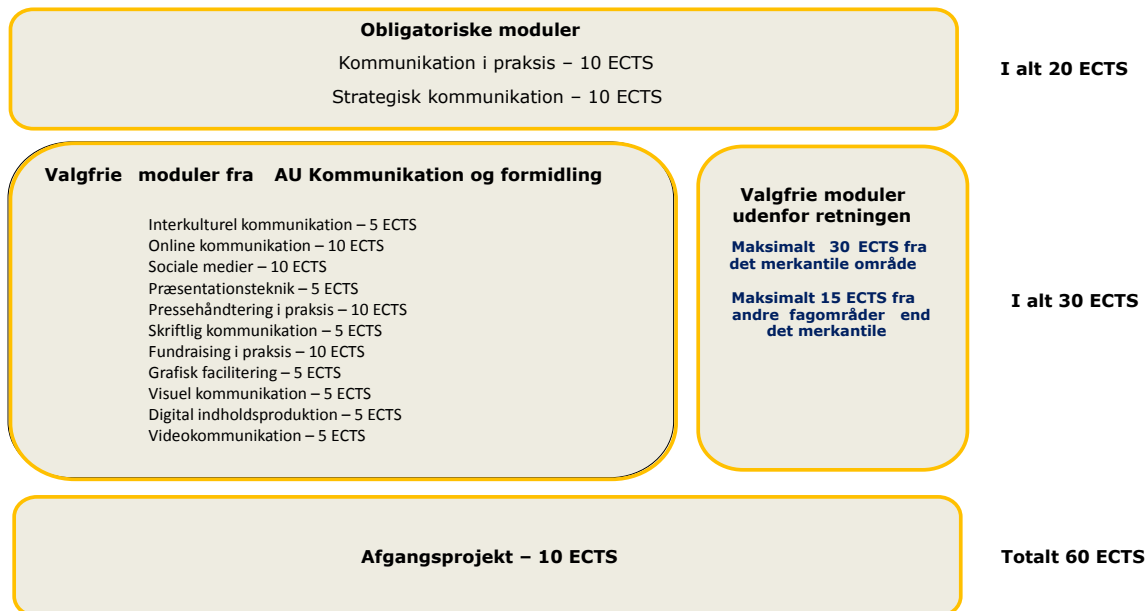 Obligatoriske moduler
Kommunikation i praksis – 10 ECTS
Strategisk kommunikation – 10 ECTS
I alt 20 ECTS
Valgfrie moduler fra AU Kommunikation og formidling
Interkulturel kommunikation – 5 ECTS
Online kommunikation – 10 ECTS
Sociale medier – 10 ECTS
Præsentationsteknik – 5 ECTS
Pressehåndtering i praksis – 10 ECTS
Skriftlig kommunikation – 5 ECTS
Fundraising i praksis – 10 ECTS
Grafisk facilitering – 5 ECTS
Visuel kommunikation – 5 ECTS
Digital indholdsproduktion – 5 ECTS
Videokommunikation – 5 ECTS
Valgfrie moduler
udenfor retningen
Maksimalt 30 ECTS fra
det merkantile område
Maksimalt 15 ECTS fra
andre fagområder end
det merkantile
I alt 30 ECTS
Afgangsprojekt – 10 ECTS
Totalt 60 ECTS